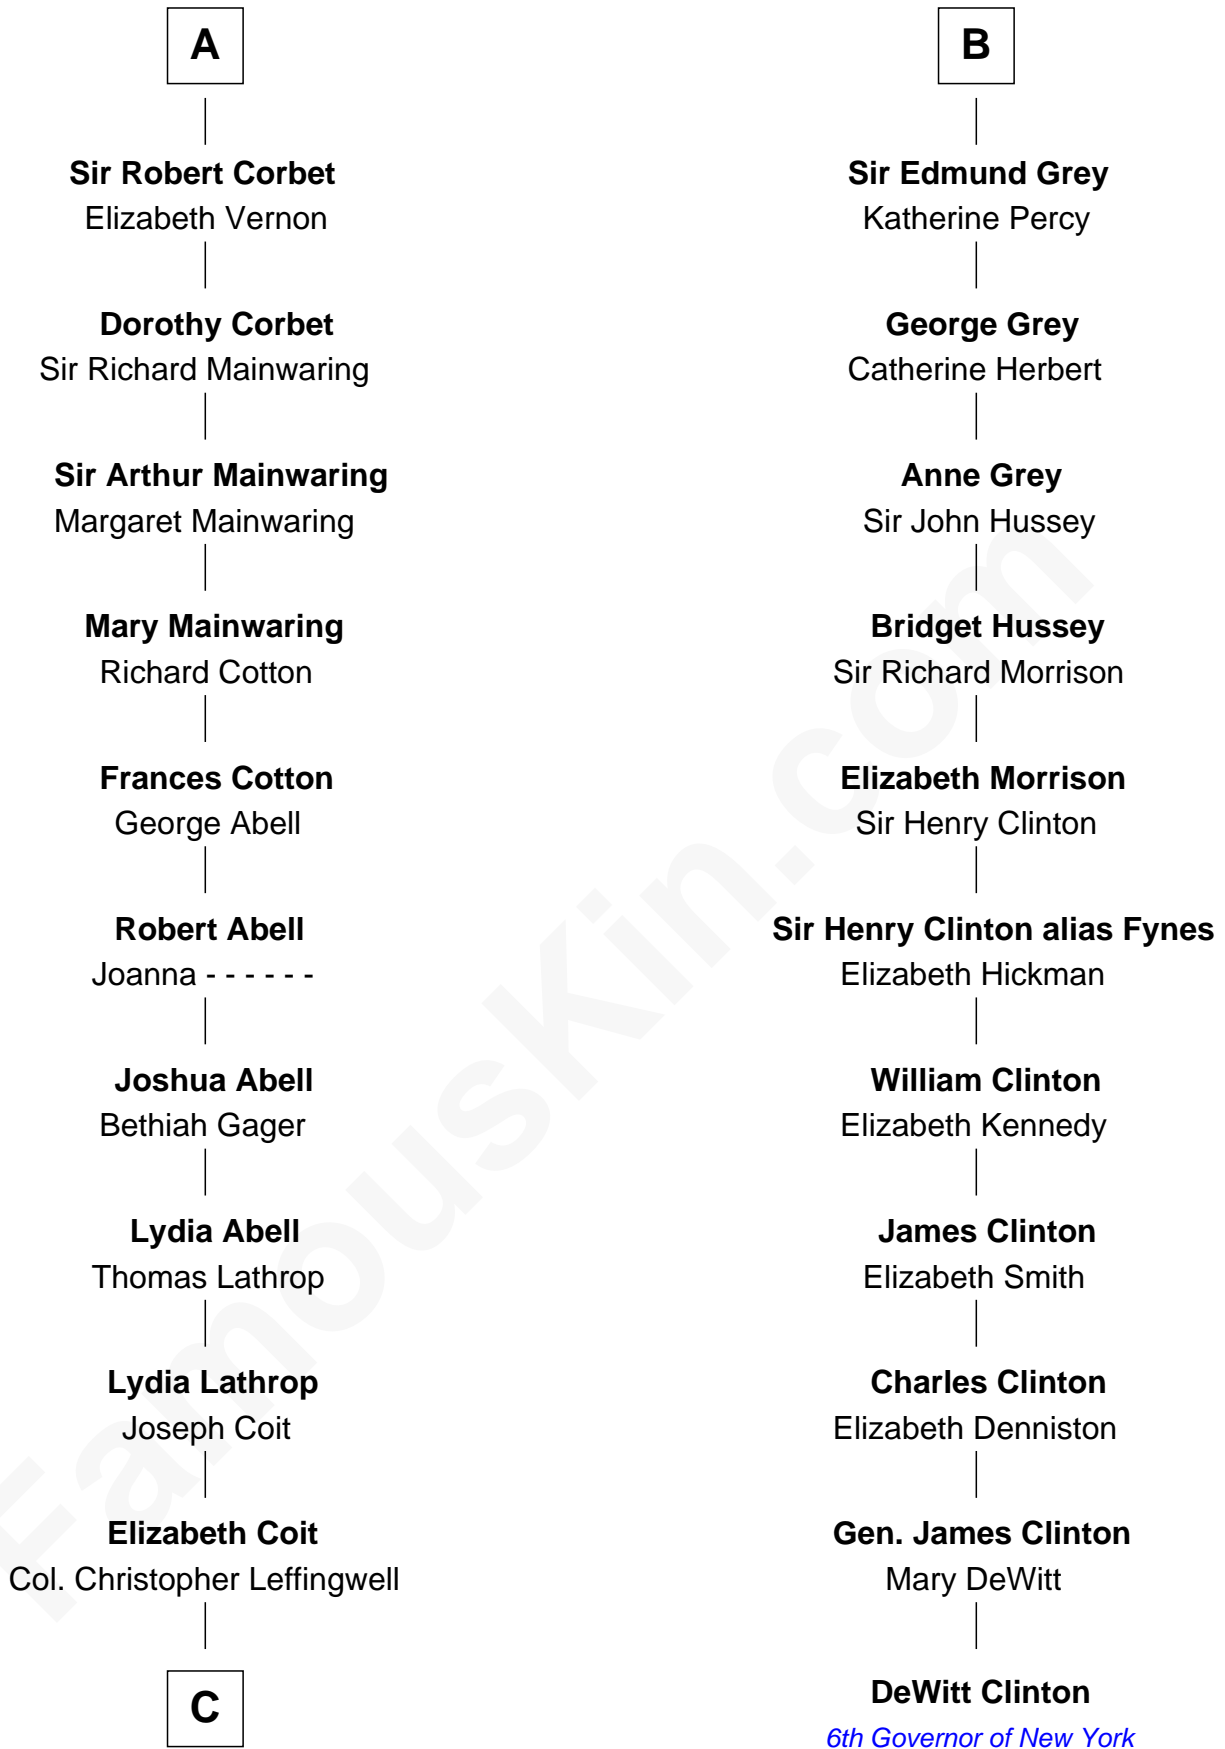 A
Sir Robert Corbet
Elizabeth Vernon
Dorothy Corbet
Sir Richard Mainwaring
Sir Arthur Mainwaring
Margaret Mainwaring
Mary Mainwaring
Richard Cotton
Frances Cotton
George Abell
Robert Abell
Joanna - - - - - -
Joshua Abell
Bethiah Gager
Lydia Abell
Thomas Lathrop
Lydia Lathrop
Joseph Coit
Elizabeth Coit
Col. Christopher Leffingwell
C
B
Sir Edmund Grey
Katherine Percy
George Grey
Catherine Herbert
Anne Grey
Sir John Hussey
Bridget Hussey
Sir Richard Morrison
Elizabeth Morrison
Sir Henry Clinton
Sir Henry Clinton alias Fynes
Elizabeth Hickman
William Clinton
Elizabeth Kennedy
James Clinton
Elizabeth Smith
Charles Clinton
Elizabeth Denniston
Gen. James Clinton
Mary DeWitt
DeWitt Clinton
6th Governor of New York
FamousKin.com